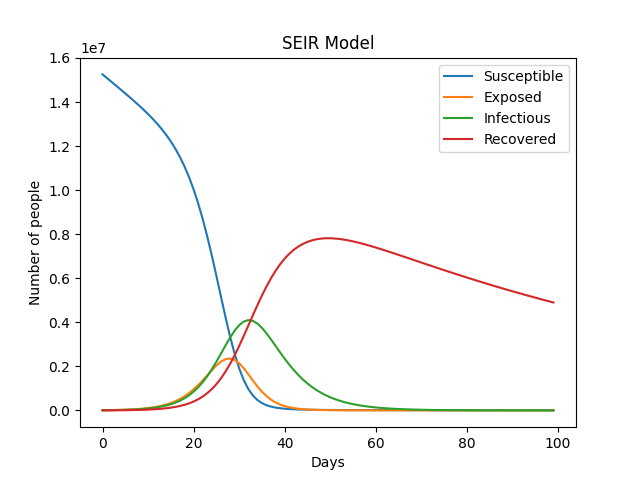 SEIR Model
1e7
1.6
1.4
1.2
1.0
0.8
0.6
0.4
0.2
0.0
Number of people
Susceptible
Exposed
Infectious
Recovered
0 20 40 60 80 100
Days